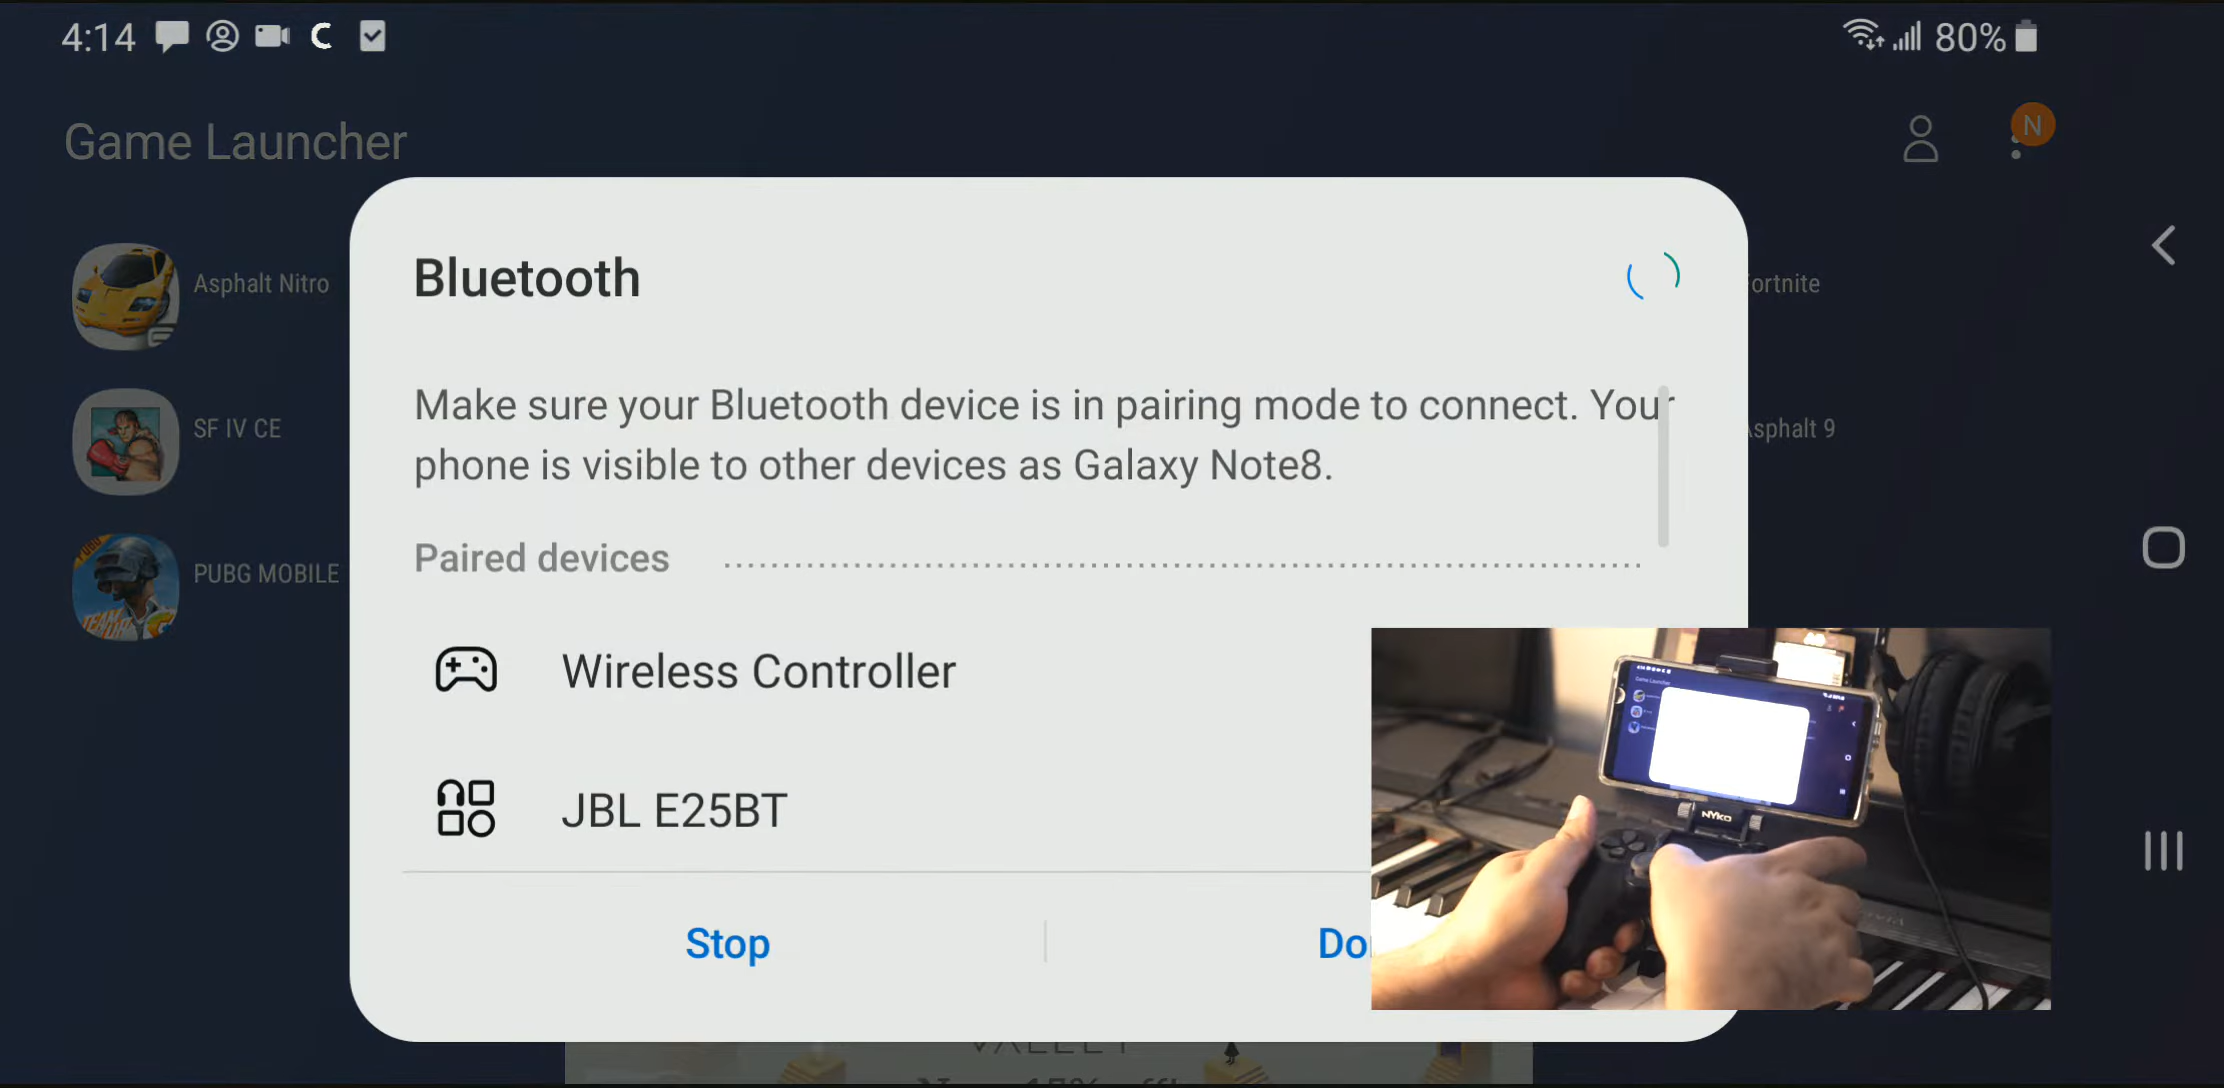 4:14
80%
Game Launcher
N
Asphalt Nitro
SF IV CE
PUBG MOBILE
ortnite
sphalt 9
Bluetooth
Make sure your Bluetooth device is in pairing mode to connect. Your
phone is visible to other devices as Galaxy Note8.
Paired devices
Wireless Controller
JBL E25BT
Stop
Do
NYKO